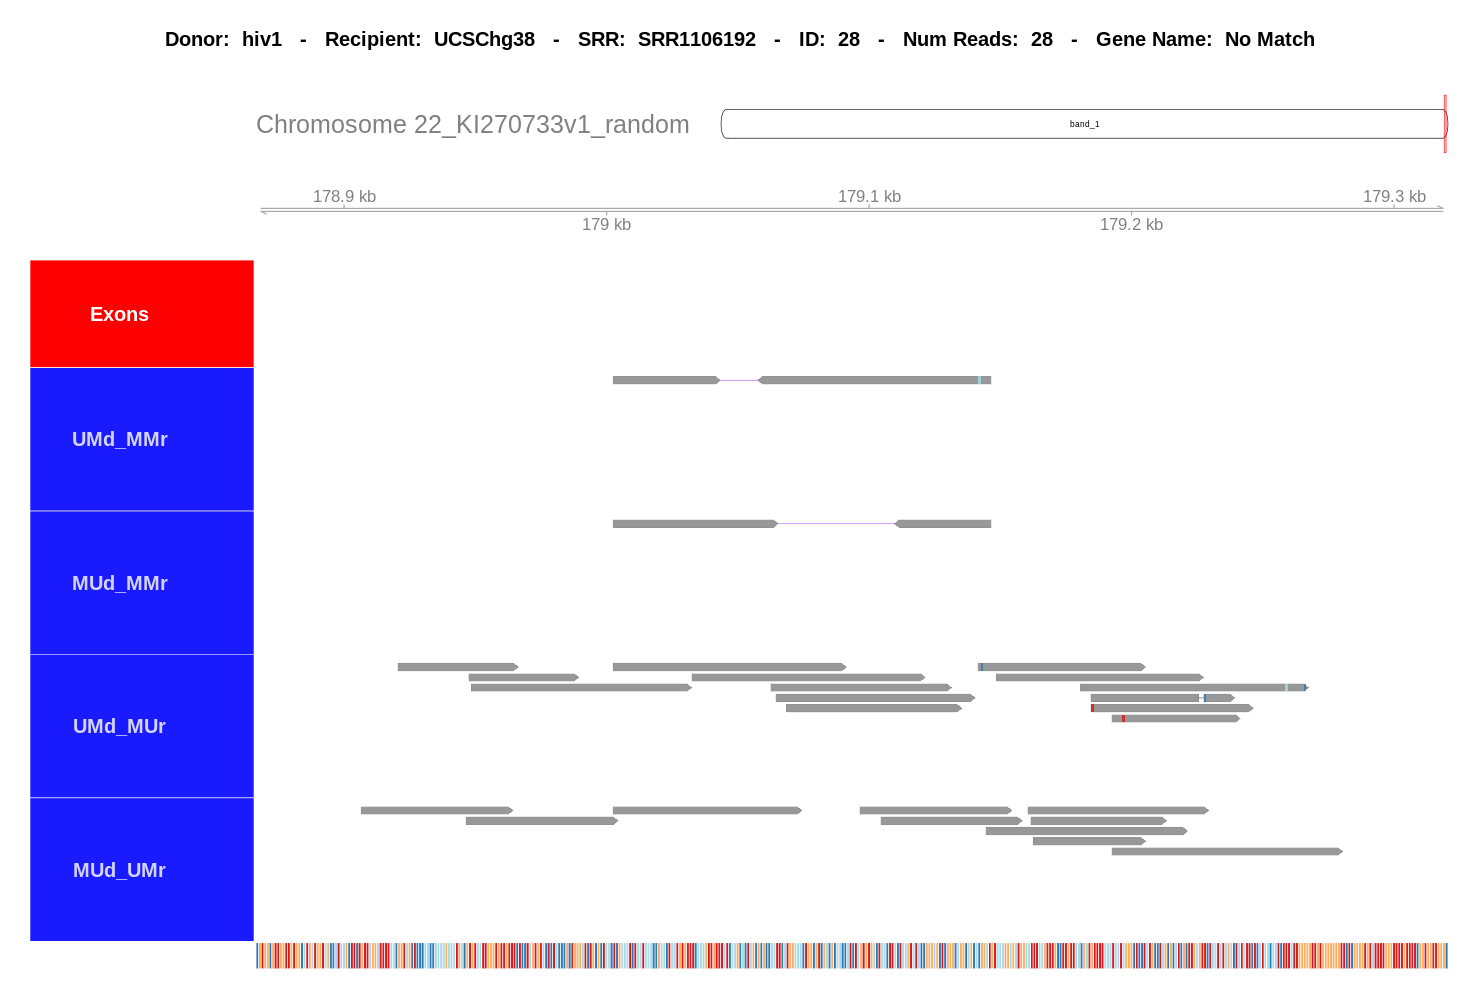 Donor: hiv1 - Recipient: UCSChg38 - SRR: SRR1106192 - ID: 28 - Num Reads: 28 - Gene Name: No Match
Chromosome 22_KI270733v1_random
band_1
178.9 kb 179.1 kb 179.3 kb
179 kb 179.2 kb
Exons
UMd_MMr
MUd_MMr
UMd_MUr
MUd_UMr